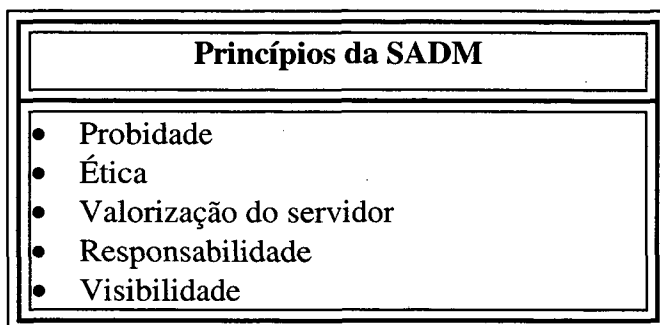 Princípios da SADM
• Probidade
• Ética
• Valorização do servidor
• Responsabilidade
• Visibilidade